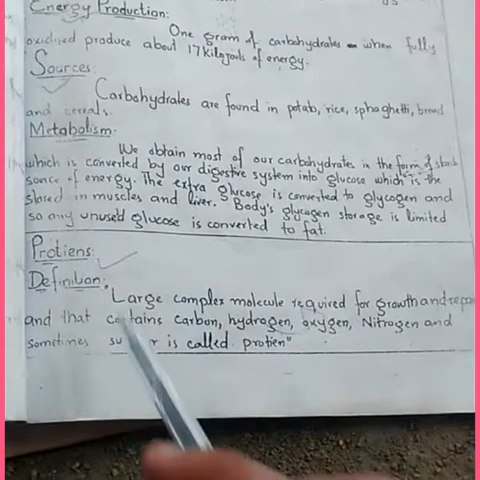 Energy Production:
One gram of carbohydrates when fully
oxidised produce about 17 kilojouls of energy.
Sources
Carbohydrales are found in potato, rice, sphaghetti, bread
and cereals.
Metabolism.
We obtain most of our carbohydrates in the form of starch
which is converted by our digestive system into glucose which is the
source of energy. The extra glucose is converted to glycogen and
stored in muscles and liver. Body's glycogen storage is limited
so any unused glucose is converted to fat.
Protiens:
Definition.
Large complex molecule required for growth and repair
and that contains carbon, hydrogen, oxygen, Nitrogen and
sometimes is called protien"